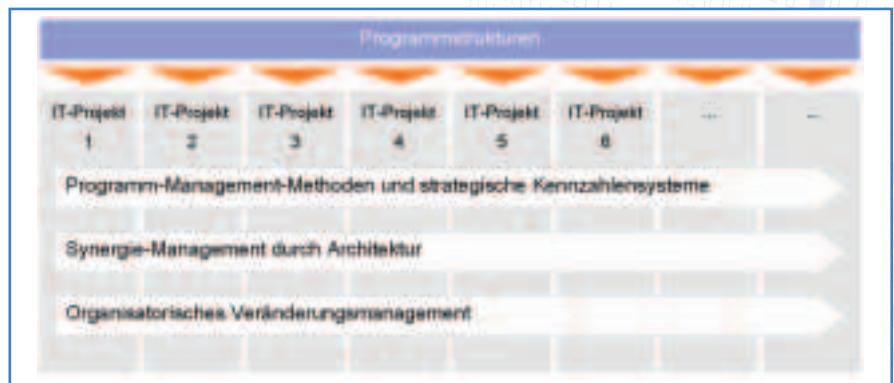 Programmstrukturen
IT-Projekt IT-Projekt IT-Projekt IT-Projekt IT-Projekt IT-Projekt ... ...
1 2 3 4 5 6
Programm-Management-Methoden und strategische Kennzahlensysteme
Synergie-Management durch Architektur
Organisatorisches Veränderungsmanagement